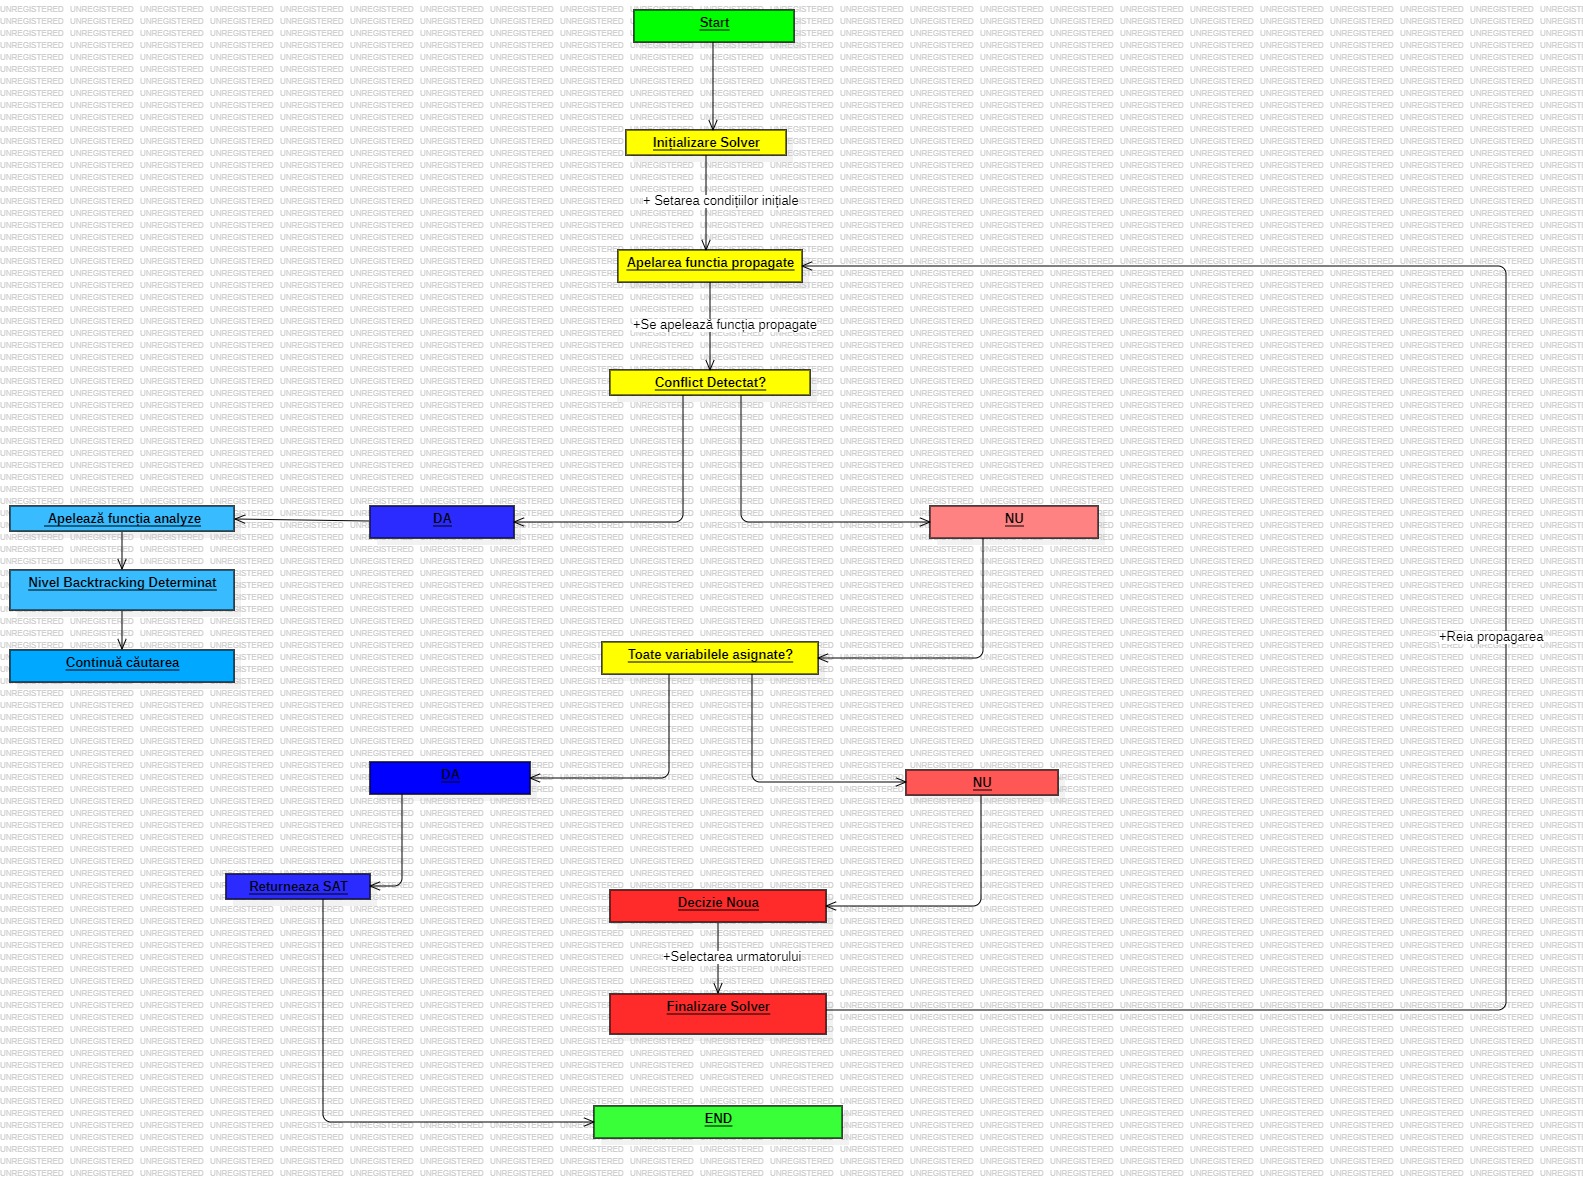 Start
Inițializare Solver
+ Setarea condițiilor inițiale
Apelarea functia propagate
+Se apelează funcția propagate
Conflict Detectat?
Apelează funcția analyze
DA
NU
Nivel Backtracking Determinat
Toate variabilele asignate?
+Reia propagarea
Continuă căutarea
DA
NU
Returneaza SAT
Decizie Noua
+Selectarea urmatorului
Finalizare Solver
END
UNREGISTERED